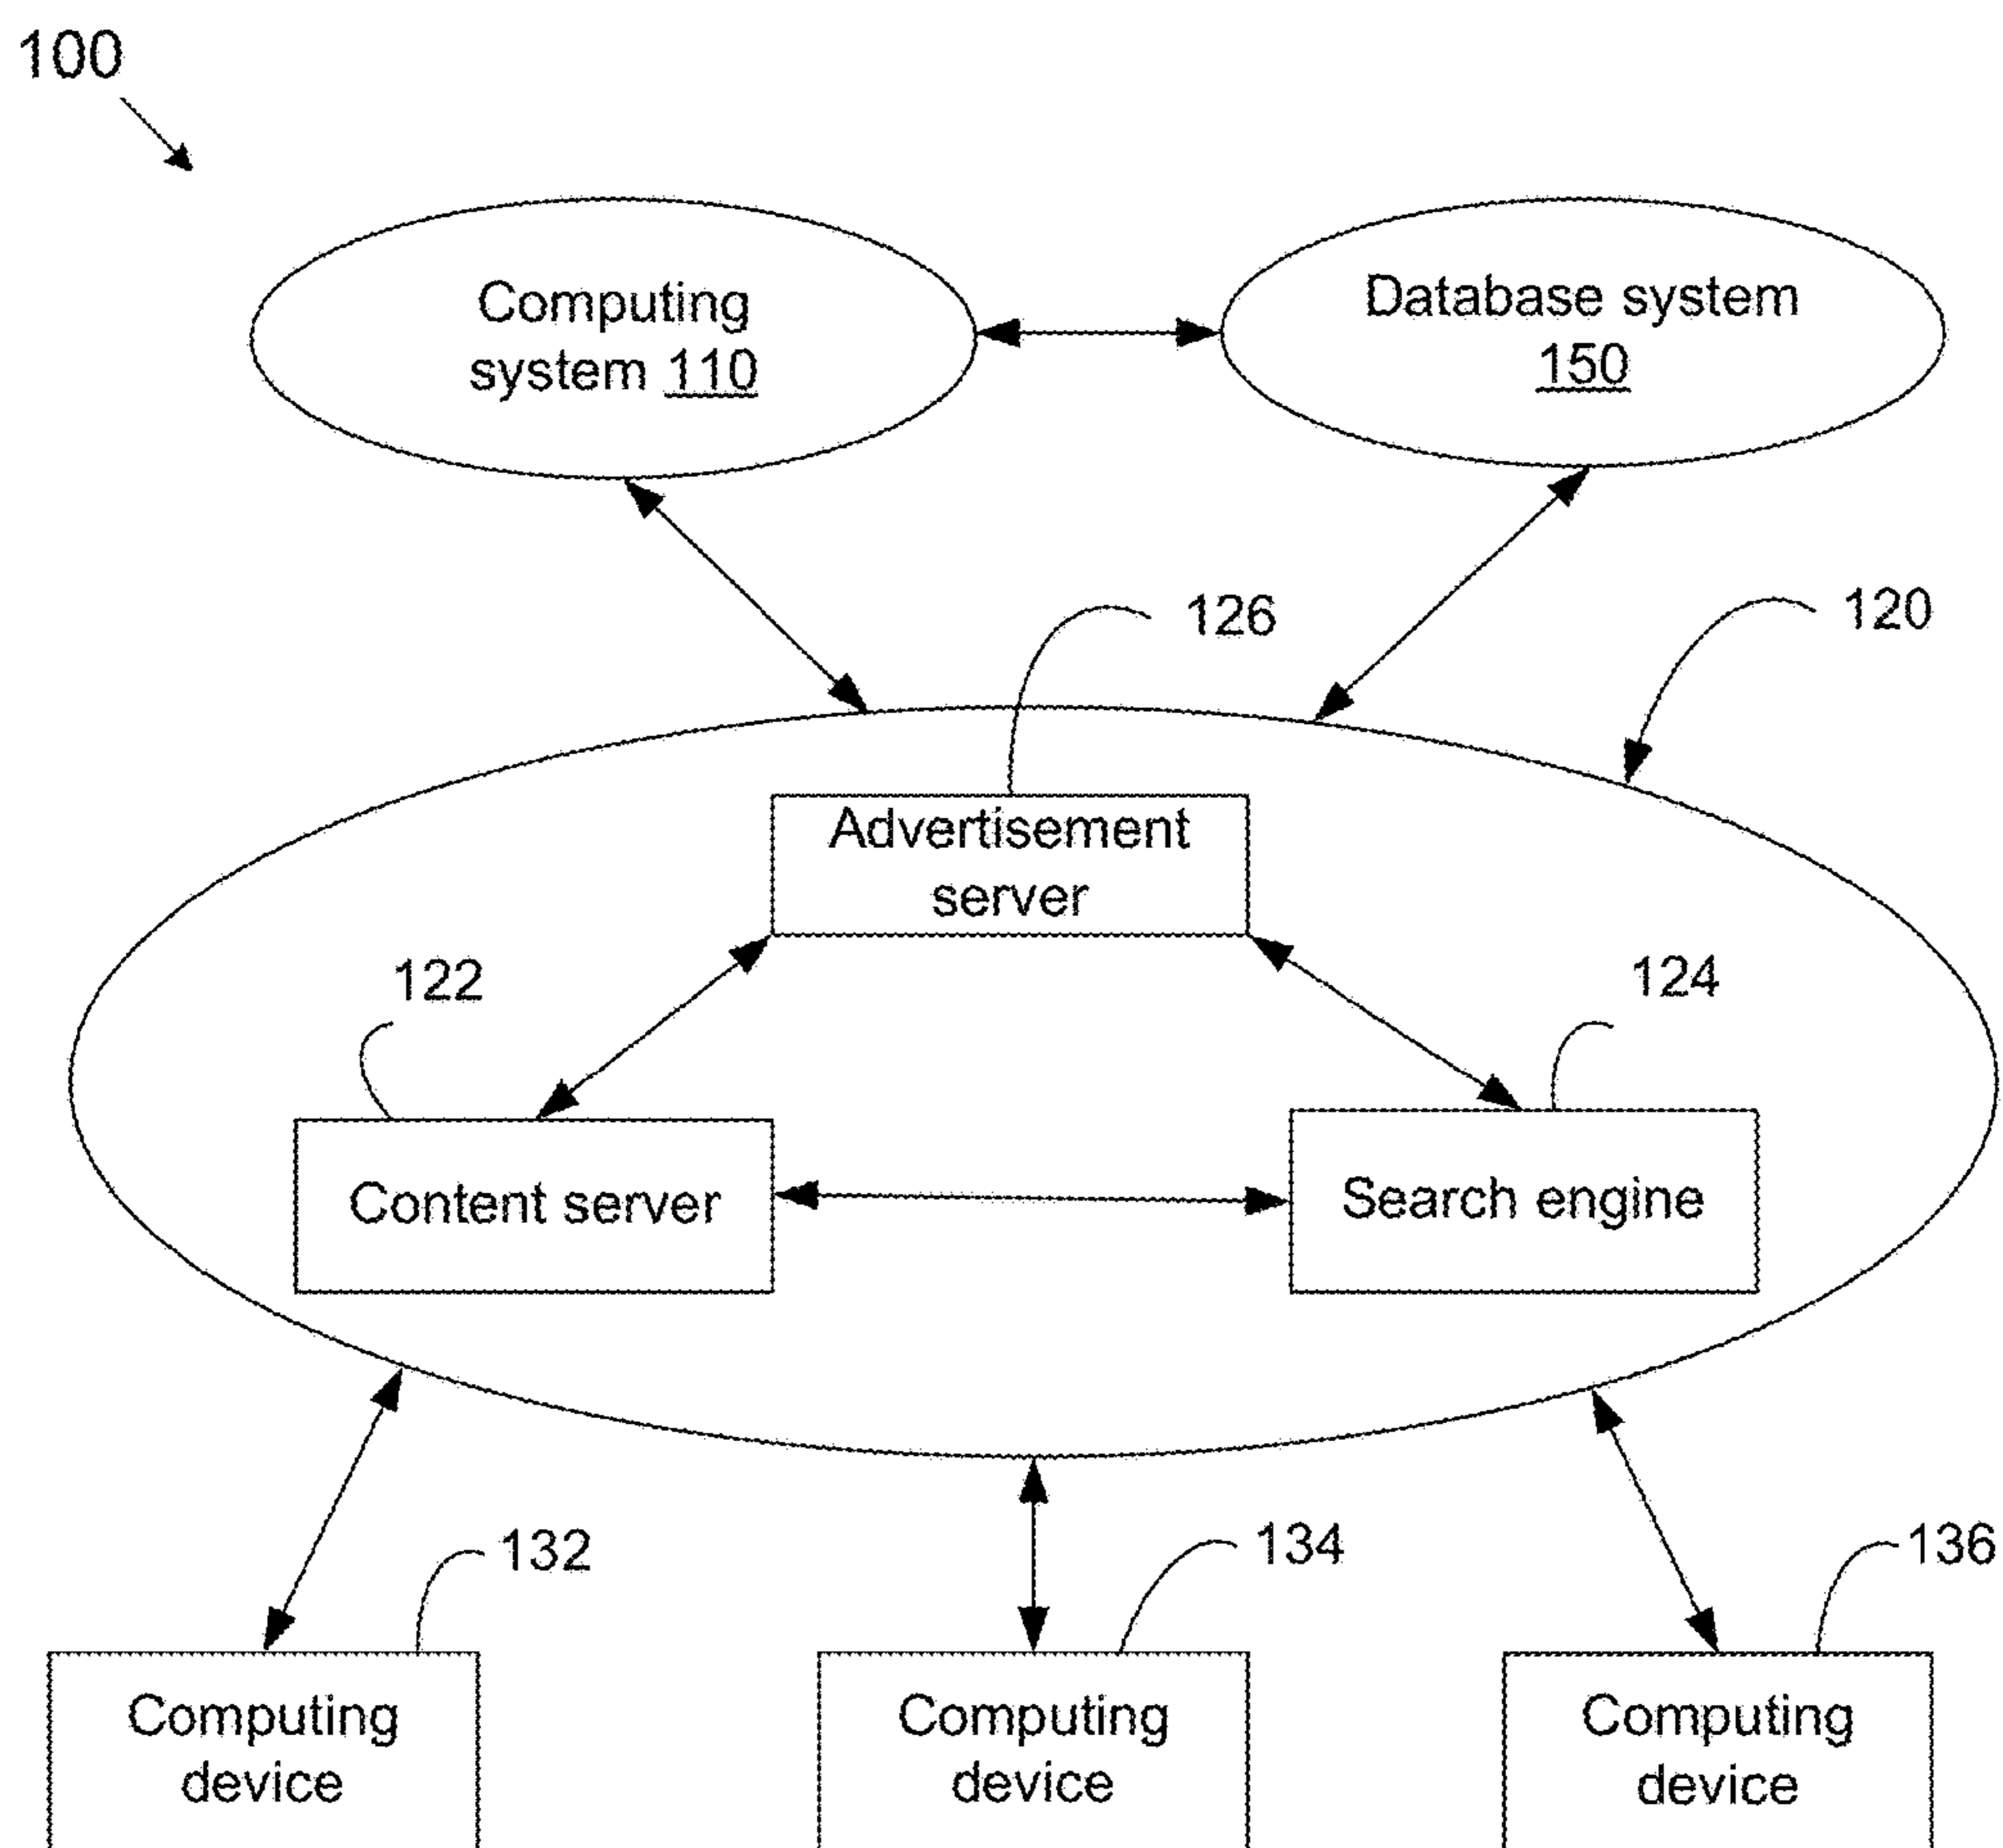 100
Computing
system 110
Database system
150
126
120
Advertisement
server
122
124
Content server
Search engine
132
134
136
Computing
device
Computing
device
Computing
device